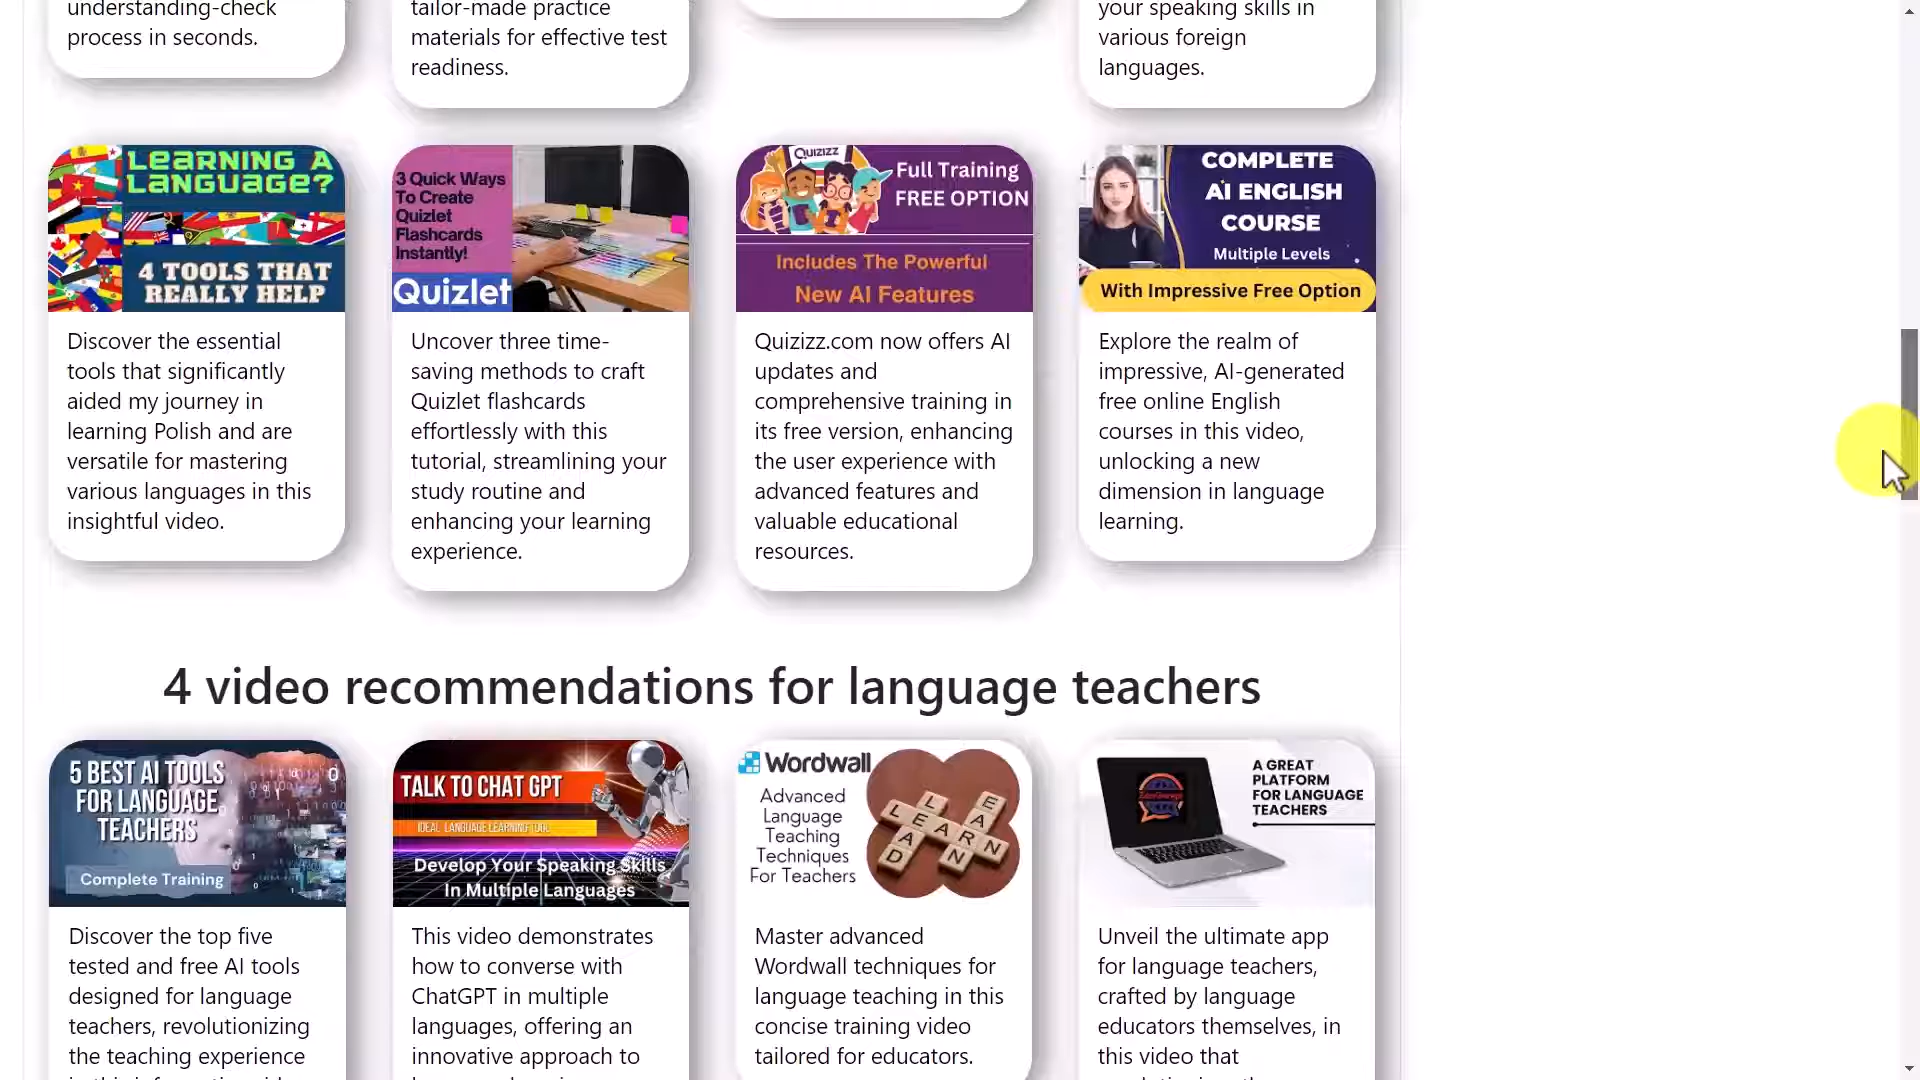 understanding-check
process in seconds.
tailor-made practice
materials for effective test
readiness.
your speaking skills in
various foreign
languages.
LEARNING A
LANGUAGE?
4 TOOLS THAT
REALLY HELP
Discover the essential
tools that significantly
aided my journey in
learning Polish and are
versatile for mastering
various languages in this
insightful video.
3 Quick Ways
To Create
Quizlet
Flashcards
Instantly!
Quizlet
Uncover three time-
saving methods to craft
Quizlet flashcards
effortlessly with this
tutorial, streamlining your
study routine and
enhancing your learning
experience.
Quizizz
Full Training
FREE OPTION
Includes The Powerful
New AI Features
Quizizz.com now offers AI
updates and
comprehensive training in
its free version, enhancing
the user experience with
advanced features and
valuable educational
resources.
COMPLETE
AI ENGLISH
COURSE
Multiple Levels
With Impressive Free Option
Explore the realm of
impressive, AI-generated
free online English
courses in this video,
unlocking a new
dimension in language
learning.
4 video recommendations for language teachers
5 BEST AI TOOLS
FOR LANGUAGE
TEACHERS
Complete Training
Discover the top five
tested and free AI tools
designed for language
teachers, revolutionizing
the teaching experience
TALK TO CHAT GPT
IDEAL LANGUAGE LEARNING TOOL
Develop Your Speaking Skills
In Multiple Languages
This video demonstrates
how to converse with
ChatGPT in multiple
languages, offering an
innovative approach to
Wordwall
Advanced
Language
Teaching
Techniques
For Teachers
LEARN
LEAD
LEARN
Master advanced
Wordwall techniques for
language teaching in this
concise training video
tailored for educators.
A GREAT
PLATFORM
FOR LANGUAGE
TEACHERS
Unveil the ultimate app
for language teachers,
crafted by language
educators themselves, in
this video that